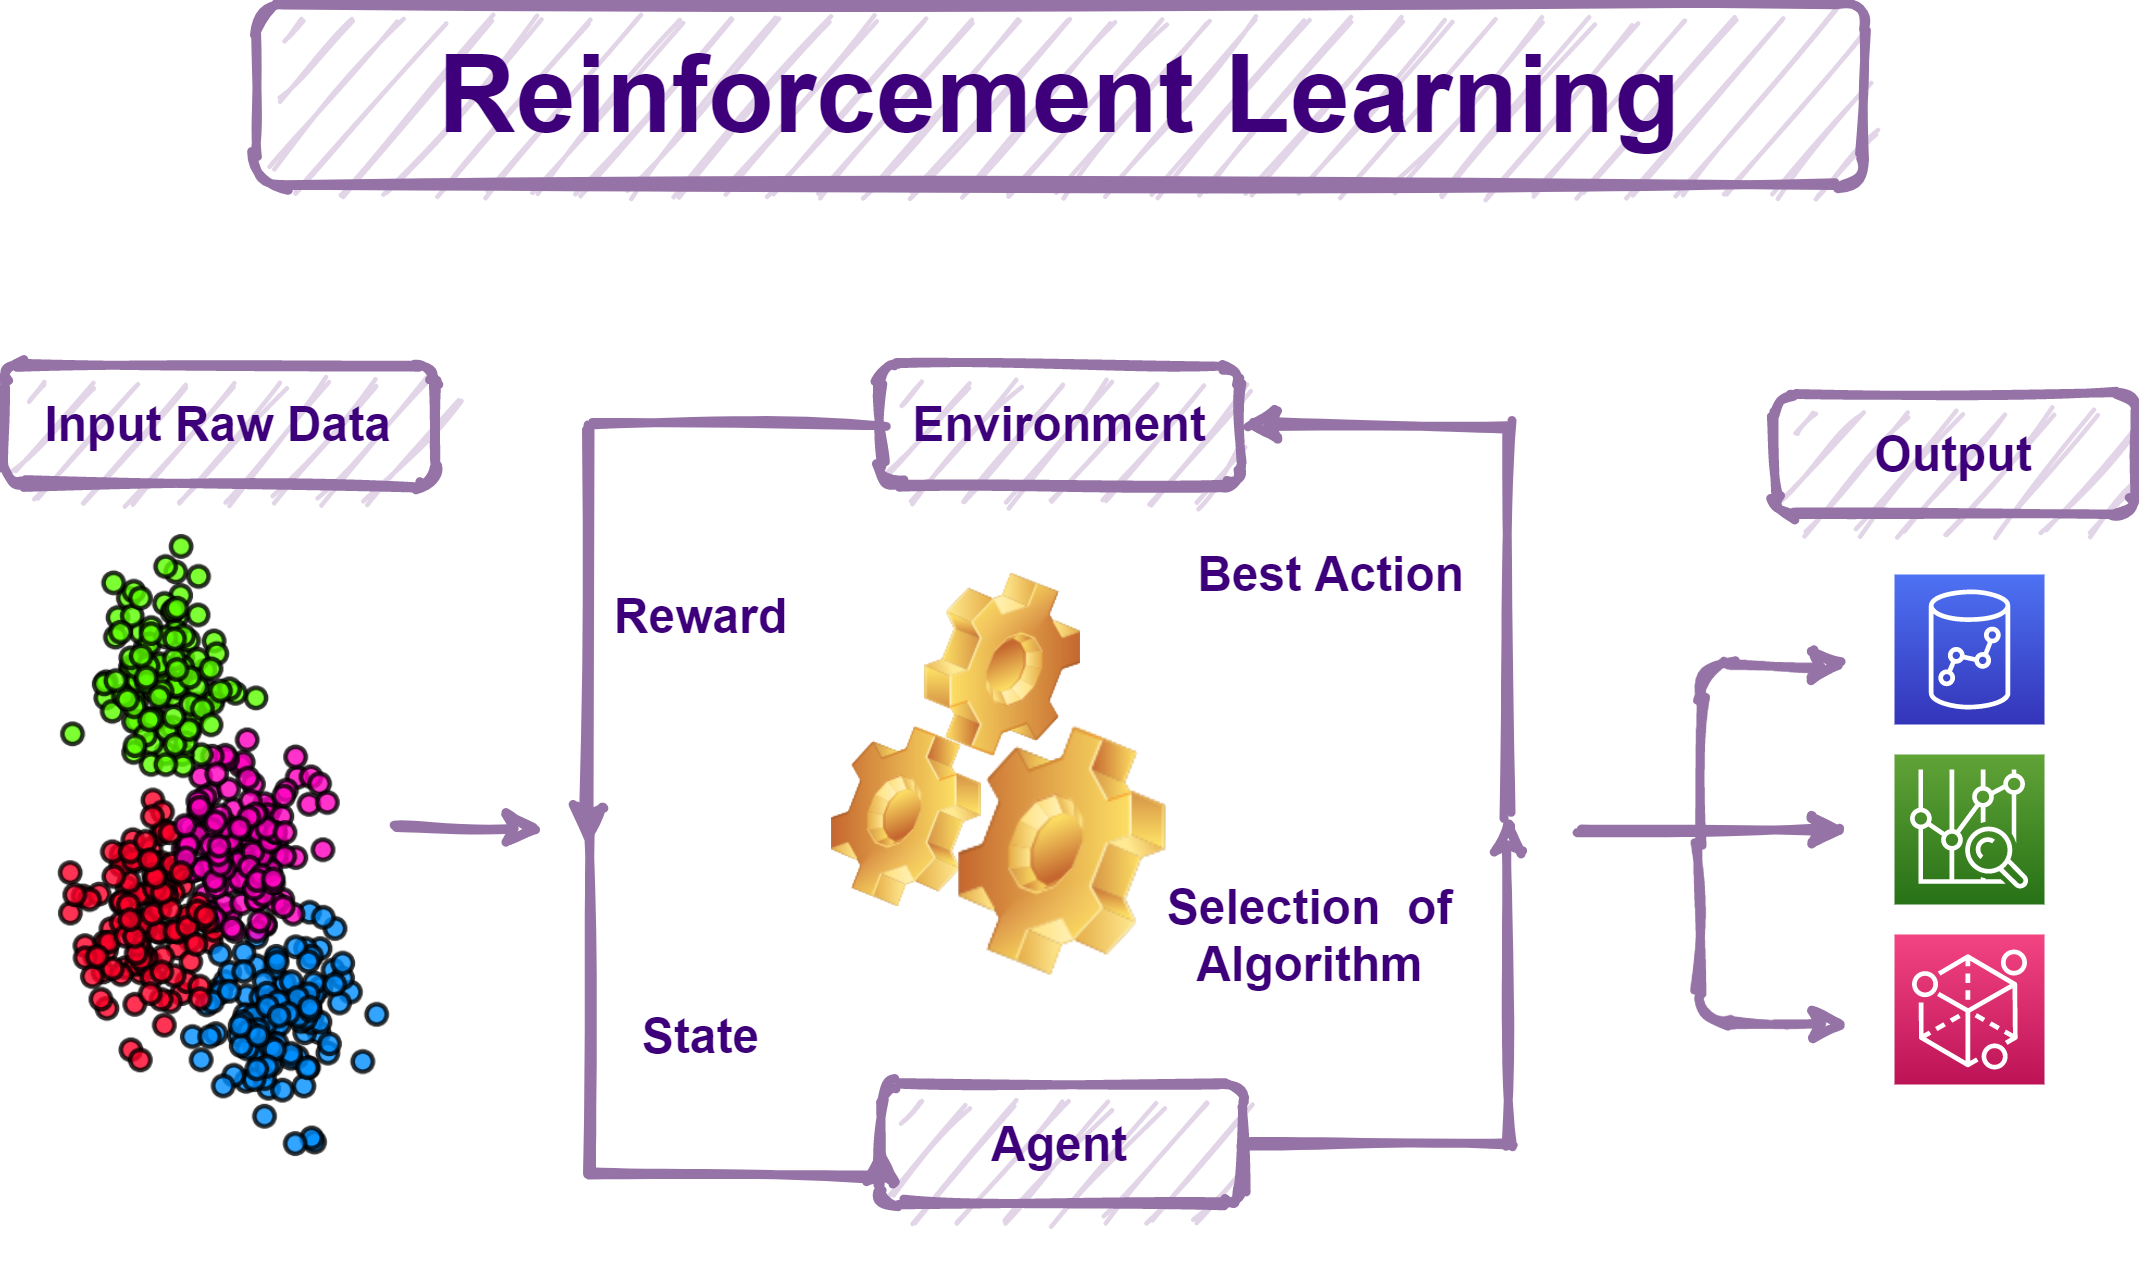 Reinforcement Learning
Input Raw Data
Environment
Output
Reward
Best Action
Selection  of
Algorithm
State
Agent